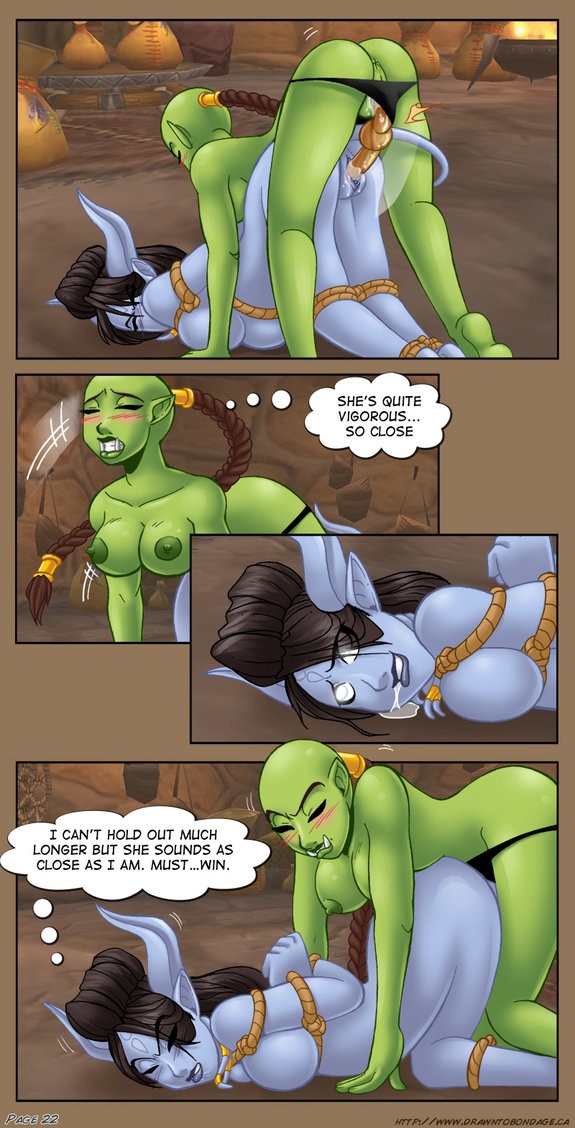 SHE'S QUITE
VIGOROUS...
SO CLOSE
I CAN'T HOLD OUT MUCH
LONGER BUT SHE SOUNDS AS
CLOSE AS I AM. MUST...WIN.
PAGE 22
HTTP://WWW.DRAWNTOBONDAGE.CA